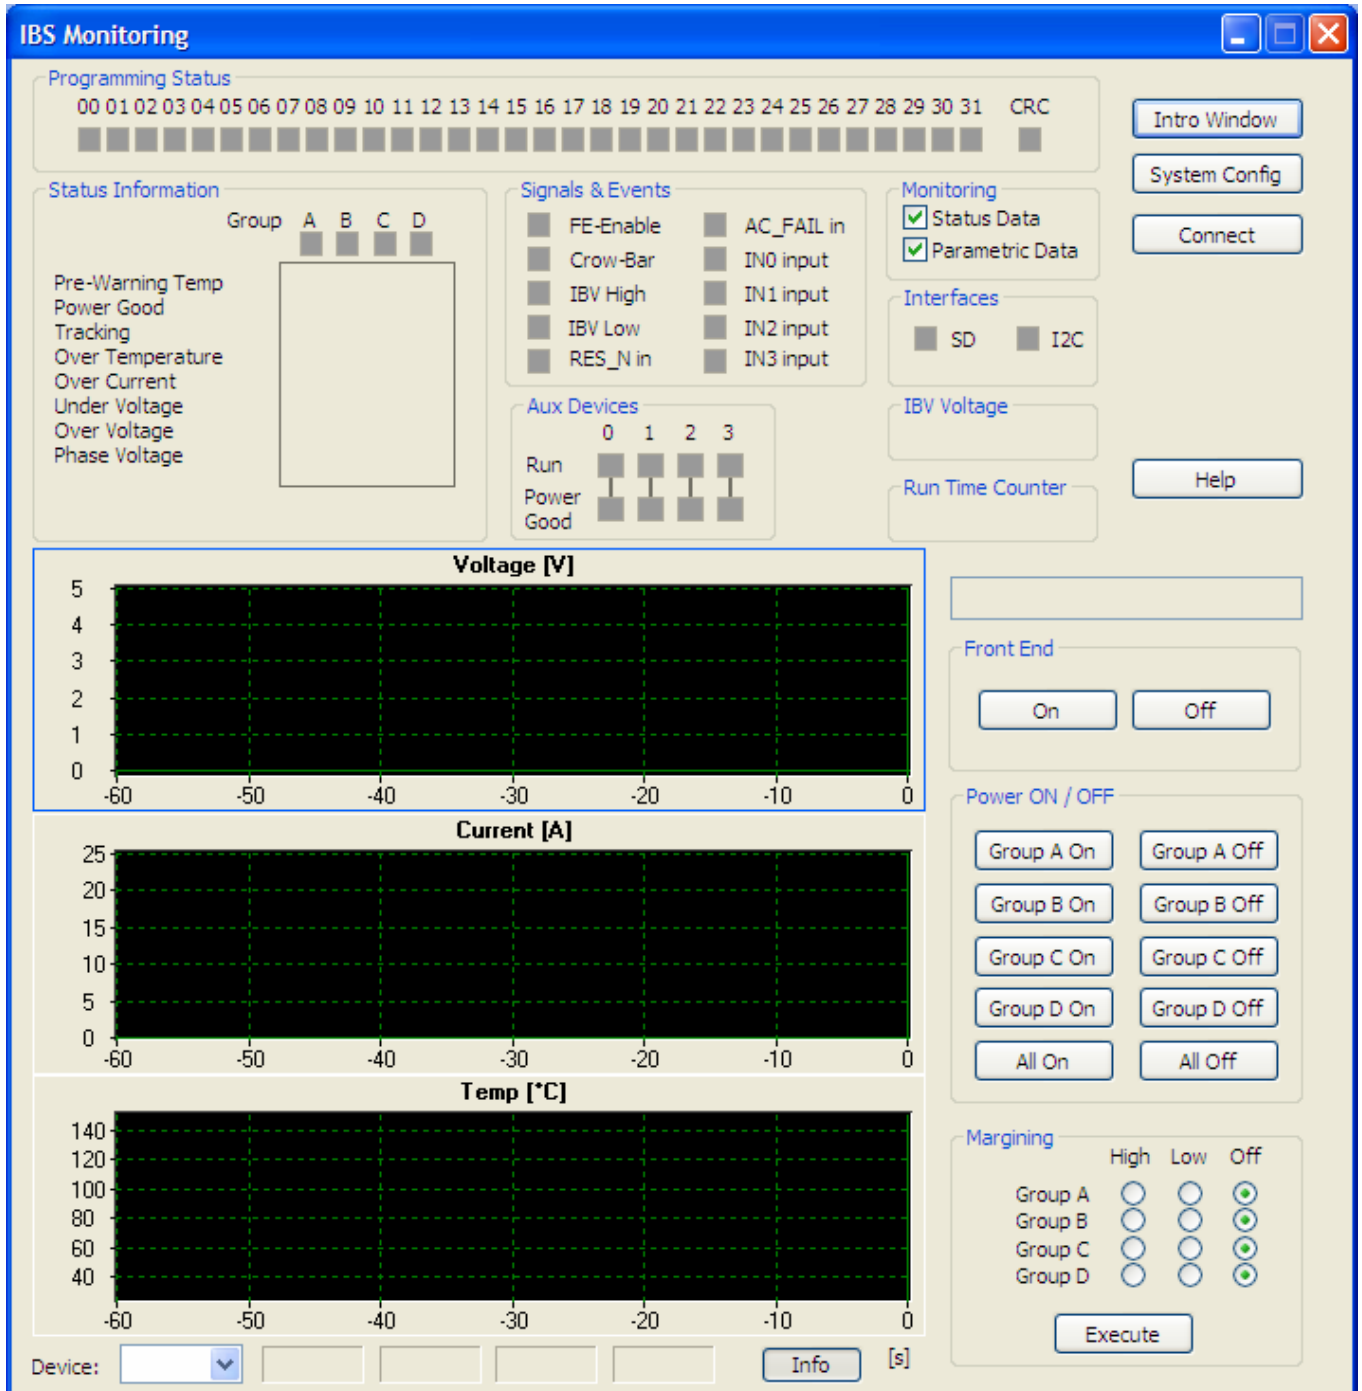 IBS Monitoring
Programming Status
00 01 02 03 04 05 06 07 08 09 10 11 12 13 14 15 16 17 18 19 20 21 22 23 24 25 26 27 28 29 30 31 CRC
Intro Window
System Config
Connect
Help
Status Information
Group A B C D
Pre-Warning Temp
Power Good
Tracking
Over Temperature
Over Current
Under Voltage
Over Voltage
Phase Voltage
Signals & Events
FE-Enable AC_FAIL in
Crow-Bar IN0 input
IBV High IN1 input
IBV Low IN2 input
RES_N in IN3 input
Aux Devices
0 1 2 3
Run
Power
Good
Monitoring
Status Data
Parametric Data
Interfaces
SD I2C
IBV Voltage
Run Time Counter
Voltage [V]
5
4
3
2
1
0
-60 -50 -40 -30 -20 -10 0
Current [A]
25
20
15
10
5
0
-60 -50 -40 -30 -20 -10 0
Temp [°C]
140
120
100
80
60
40
-60 -50 -40 -30 -20 -10 0
Device: Info [s]
Front End
On Off
Power ON / OFF
Group A On Group A Off
Group B On Group B Off
Group C On Group C Off
Group D On Group D Off
All On All Off
Margining
High Low Off
Group A
Group B
Group C
Group D
Execute